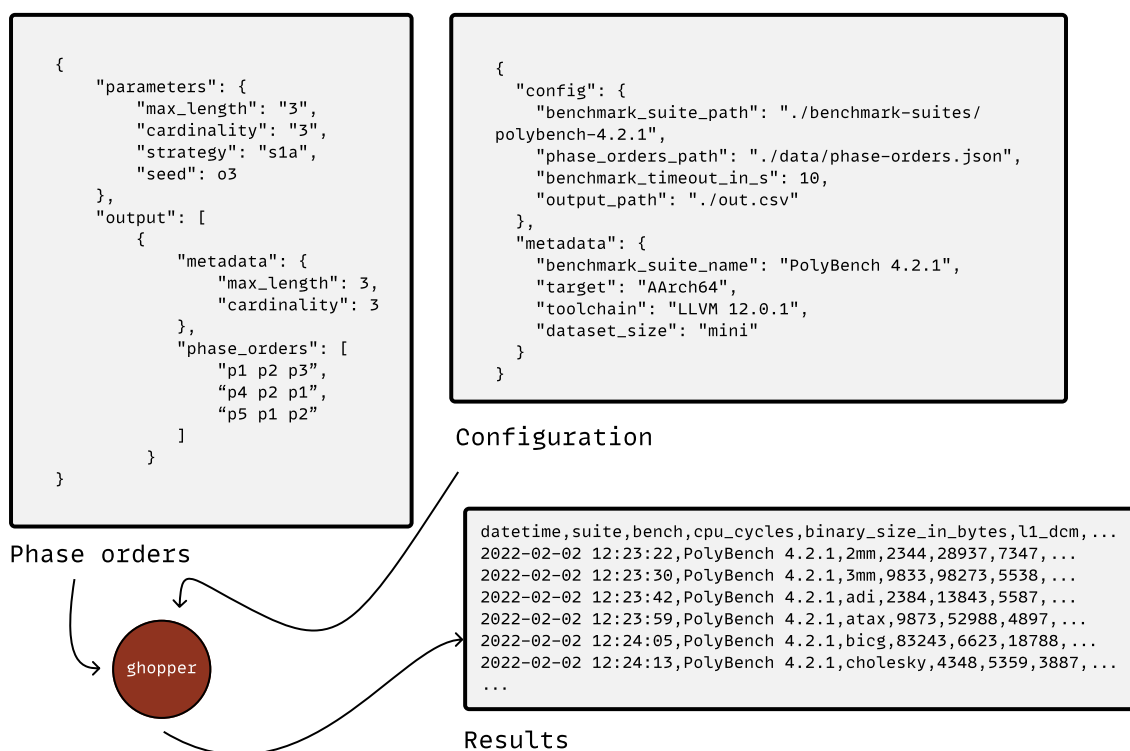 {
    "parameters": {
        "max_length": "3",
        "cardinality": "3",
        "strategy": "s1a",
        "seed": o3
    },
    "output": [
        {
            "metadata": {
                "max_length": 3,
                "cardinality": 3
            },
            "phase_orders": [
                "p1 p2 p3”,
                “p4 p2 p1”,
                “p5 p1 p2”
            ]
         }
}
Phase orders
{
  "config": {
    "benchmark_suite_path": "./benchmark-suites/
polybench-4.2.1",
    "phase_orders_path": "./data/phase-orders.json",
    "benchmark_timeout_in_s": 10,
    "output_path": "./out.csv"
  },
  "metadata": {
    "benchmark_suite_name": "PolyBench 4.2.1",
    "target": "AArch64",
    "toolchain": "LLVM 12.0.1",
    "dataset_size": "mini"
  }
}
Configuration
ghopper
datetime,suite,bench,cpu_cycles,binary_size_in_bytes,l1_dcm,...
2022-02-02 12:23:22,PolyBench 4.2.1,2mm,2344,28937,7347,...
2022-02-02 12:23:30,PolyBench 4.2.1,3mm,9833,98273,5538,...
2022-02-02 12:23:42,PolyBench 4.2.1,adi,2384,13843,5587,...
2022-02-02 12:23:59,PolyBench 4.2.1,atax,9873,52988,4897,...
2022-02-02 12:24:05,PolyBench 4.2.1,bicg,83243,6623,18788,...
2022-02-02 12:24:13,PolyBench 4.2.1,cholesky,4348,5359,3887,...
...
Results